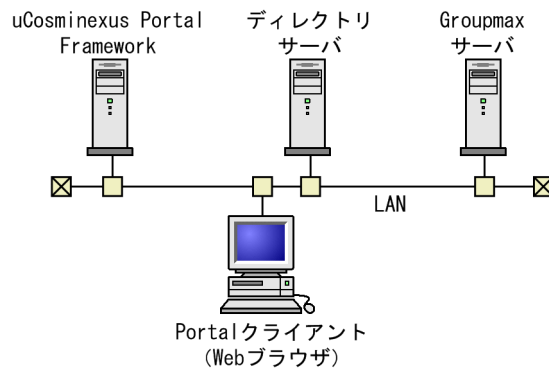 uCosminexus Portal
Framework
ディレクトリ
サーバ
Groupmax
サーバ
LAN
Portalクライアント
(Webブラウザ)